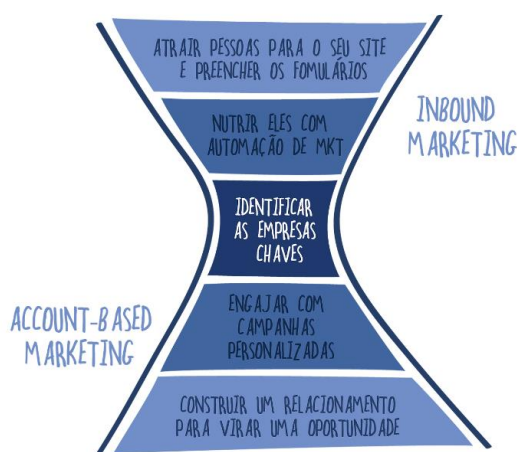 ATRAIR PESSOAS PARA O SEU SITE
E PREENCHER OS FOMULÁRIOS
INBOUND
MARKETING
NUTRIR ELES COM
AUTOMAÇÃO DE MKT
IDENTIFICAR
AS EMPRESAS
CHAVES
ACCOUNT-BASED
MARKETING
ENGAJAR COM
CAMPANHAS
PERSONALIZADAS
CONSTRUIR UM RELACIONAMENTO
PARA VIRAR UMA OPORTUNIDADE